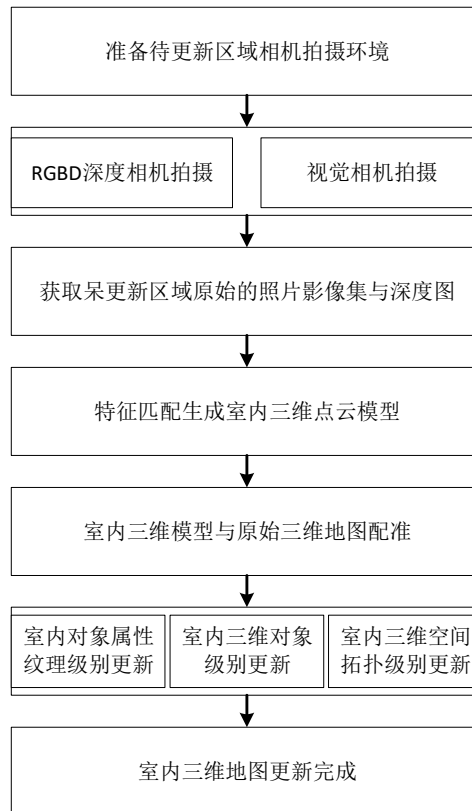 准备待更新区域相机拍摄环境
RGBD深度相机拍摄
视觉相机拍摄
获取呆更新区域原始的照片影像集与深度图
特征匹配生成室内三维点云模型
室内三维模型与原始三维地图配准
室内对象属性
纹理级别更新
室内三维对象
级别更新
室内三维空间
拓扑级别更新
室内三维地图更新完成